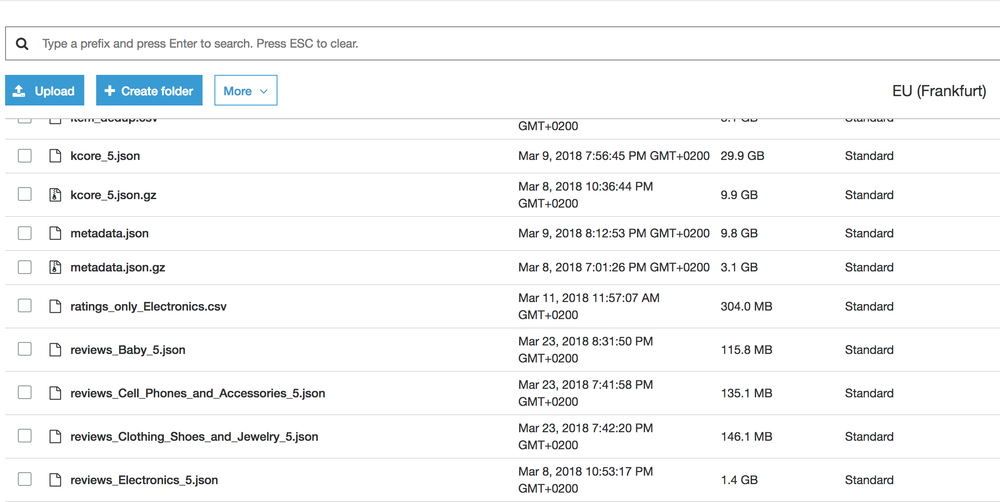 Type a prefix and press Enter to search. Press ESC to clear.
Upload Create folder More EU (Frankfurt)
item_dedup.csv GB Standard
GMT+0200
kcore_5.json Mar 9, 2018 7:56:45 PM GMT+0200 29.9 GB Standard
Mar 8, 2018 10:36:44 PM
kcore_5.json.gz 9.9 GB Standard
GMT+0200
metadata.json Mar 9, 2018 8:12:53 PM GMT+0200 9.8 GB Standard
metadata.json.gz Mar 8, 2018 7:01:26 PM GMT+0200 3.1 GB Standard
Mar 11, 2018 11:57:07 AM
ratings_only_Electronics.csv 304.0 MB Standard
GMT+0200
Mar 23, 2018 8:31:50 PM
reviews_Baby_5.json 115.8 MB Standard
GMT+0200
Mar 23, 2018 7:41:58 PM
reviews_Cell_Phones_and_Accessories_5.json 135.1 MB Standard
GMT+0200
Mar 23, 2018 7:42:20 PM
reviews_Clothing_Shoes_and_Jewelry_5.json 146.1 MB Standard
GMT+0200
Mar 8, 2018 10:53:17 PM
reviews_Electronics_5.json 1.4 GB Standard
GMT+0200